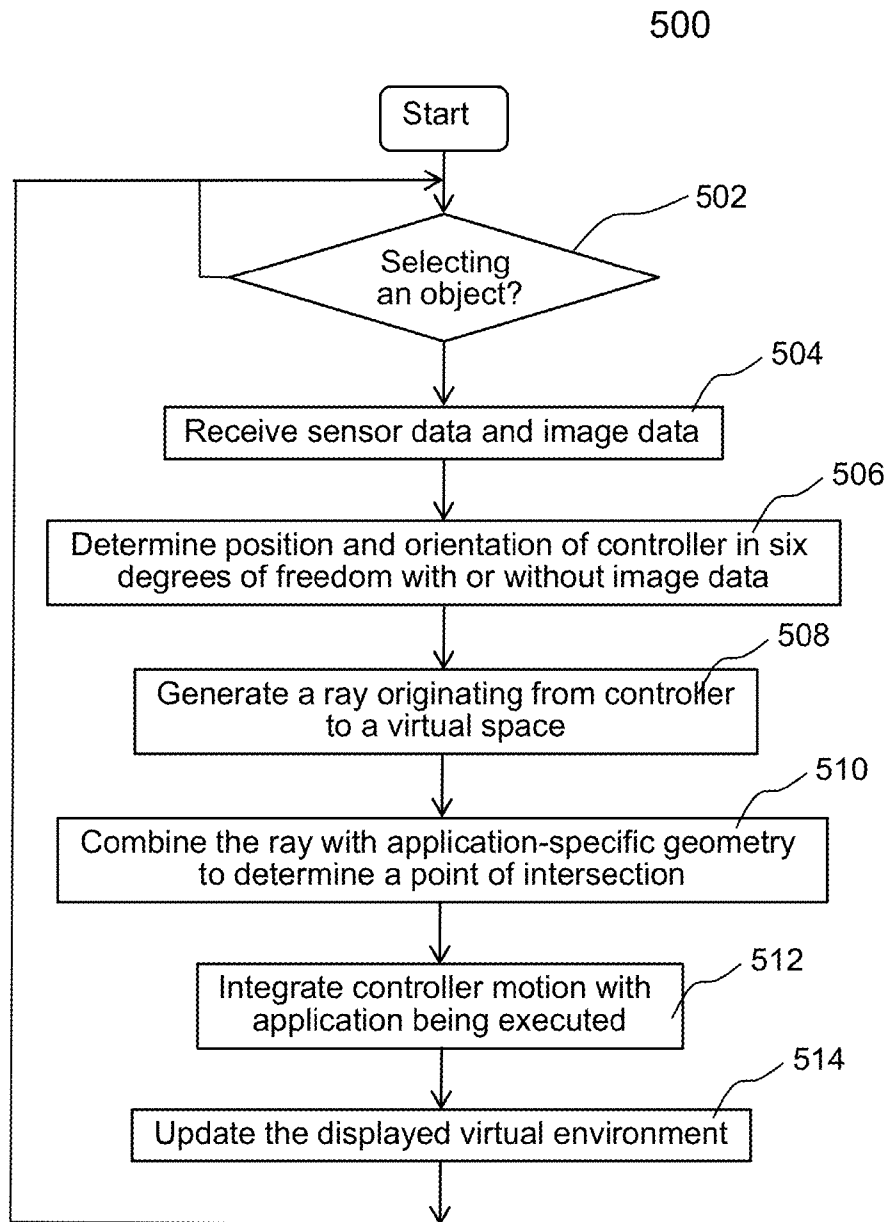 500
Start
502
Selecting
an object?
504
Receive sensor data and image data
506
Determine position and orientation of controller in six
degrees of freedom with or without image data
508
Generate a ray originating from controller
to a virtual space
510
Combine the ray with application-specific geometry
to determine a point of intersection
512
Integrate controller motion with
application being executed
514
Update the displayed virtual environment